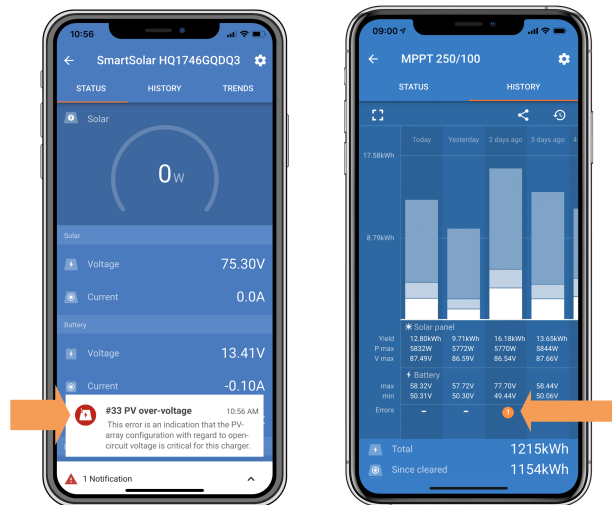 10:56
SmartSolar HQ1746GQDQ3
STATUS HISTORY TRENDS
Solar
0W
Solar
Voltage 75.30V
Current 0.0A
Battery
Voltage 13.41V
Current -0.10A
#33 PV over-voltage 10:56 AM
This error is an indication that the PV-
array configuration with regard to open-
circuit voltage is critical for this charger.
1 Notification
09:00
MPPT 250/100
STATUS HISTORY
Today Yesterday 2 days ago 3 days ago 4
17.58kWh
8.79kWh
Solar panel
Yield 12.80kWh 9.71kWh 16.18kWh 13.65kWh
P max 5832W 5772W 5770W 5844W
V max 87.49V 86.59V 86.54V 87.66V
Battery
max 58.32V 57.72V 77.70V 58.44V
min 50.31V 50.30V 49.44V 50.06V
Errors – – 1
Total 1215kWh
Since cleared 1154kWh